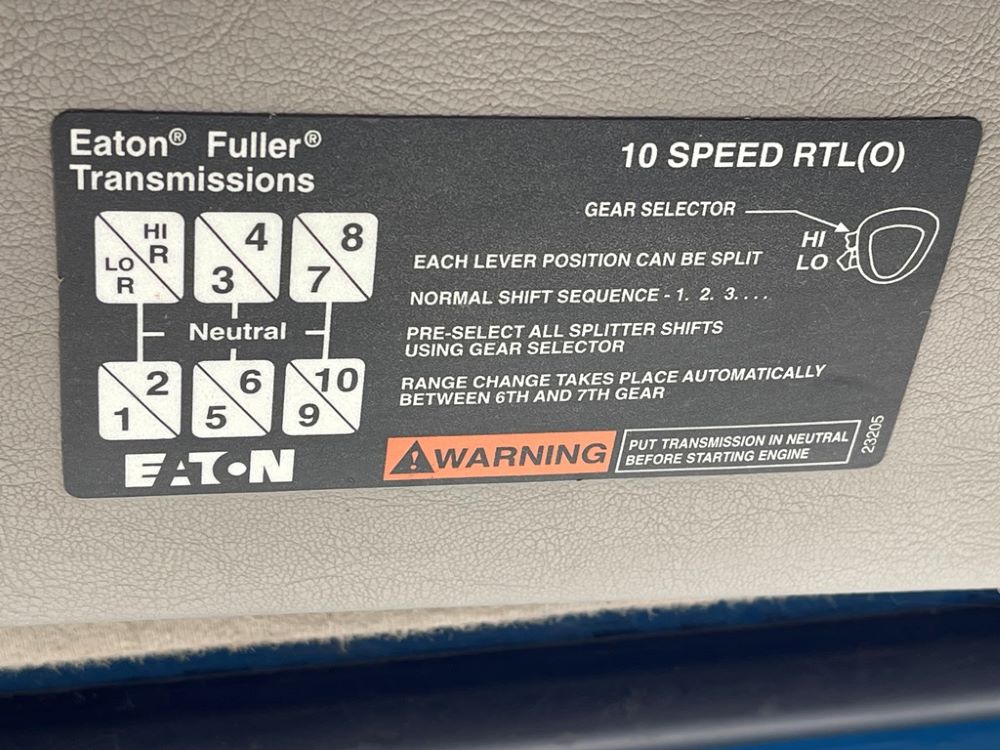 Eaton® Fuller®
Transmissions
10 SPEED RTL(O)
GEAR SELECTOR
HI
LO
HI
R
LO
R
4
3
8
7
Neutral
2
1
6
5
10
9
EACH LEVER POSITION CAN BE SPLIT
NORMAL SHIFT SEQUENCE - 1. 2. 3. . . .
PRE-SELECT ALL SPLITTER SHIFTS
USING GEAR SELECTOR
RANGE CHANGE TAKES PLACE AUTOMATICALLY
BETWEEN 6TH AND 7TH GEAR
EATON
WARNING
PUT TRANSMISSION IN NEUTRAL
BEFORE STARTING ENGINE
23205